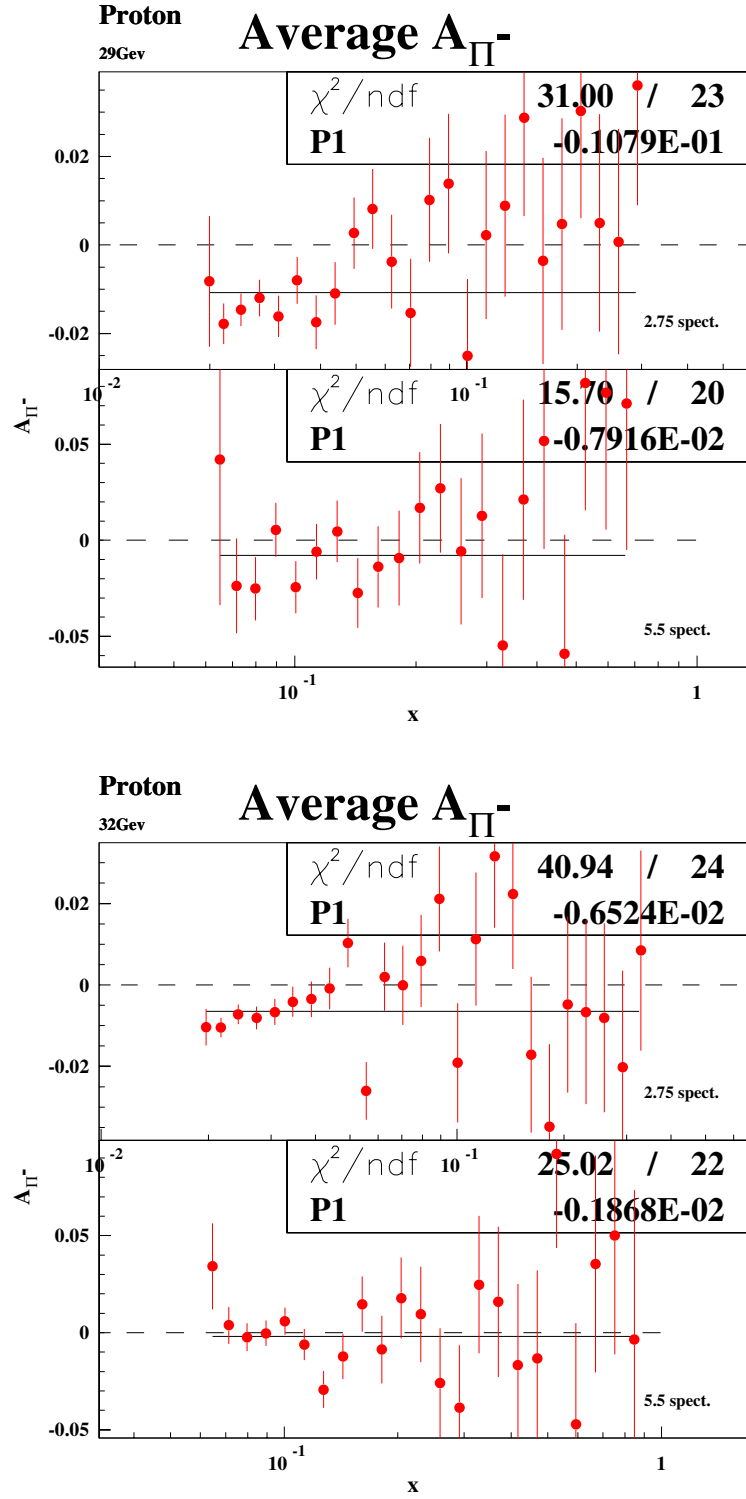 Proton
29Gev
Average A_Π-
χ²/ndf 31.00 / 23
P1 -0.1079E-01
0.02
0
-0.02
2.75 spect.
10⁻² 10⁻¹
χ²/ndf 15.70 / 20
P1 -0.7916E-02
A_Π-
0.05
0
-0.05
5.5 spect.
10⁻¹ 1
x
Proton
32Gev
Average A_Π-
χ²/ndf 40.94 / 24
P1 -0.6524E-02
0.02
0
-0.02
2.75 spect.
10⁻² 10⁻¹
χ²/ndf 25.02 / 22
P1 -0.1868E-02
A_Π-
0.05
0
-0.05
5.5 spect.
10⁻¹ 1
x